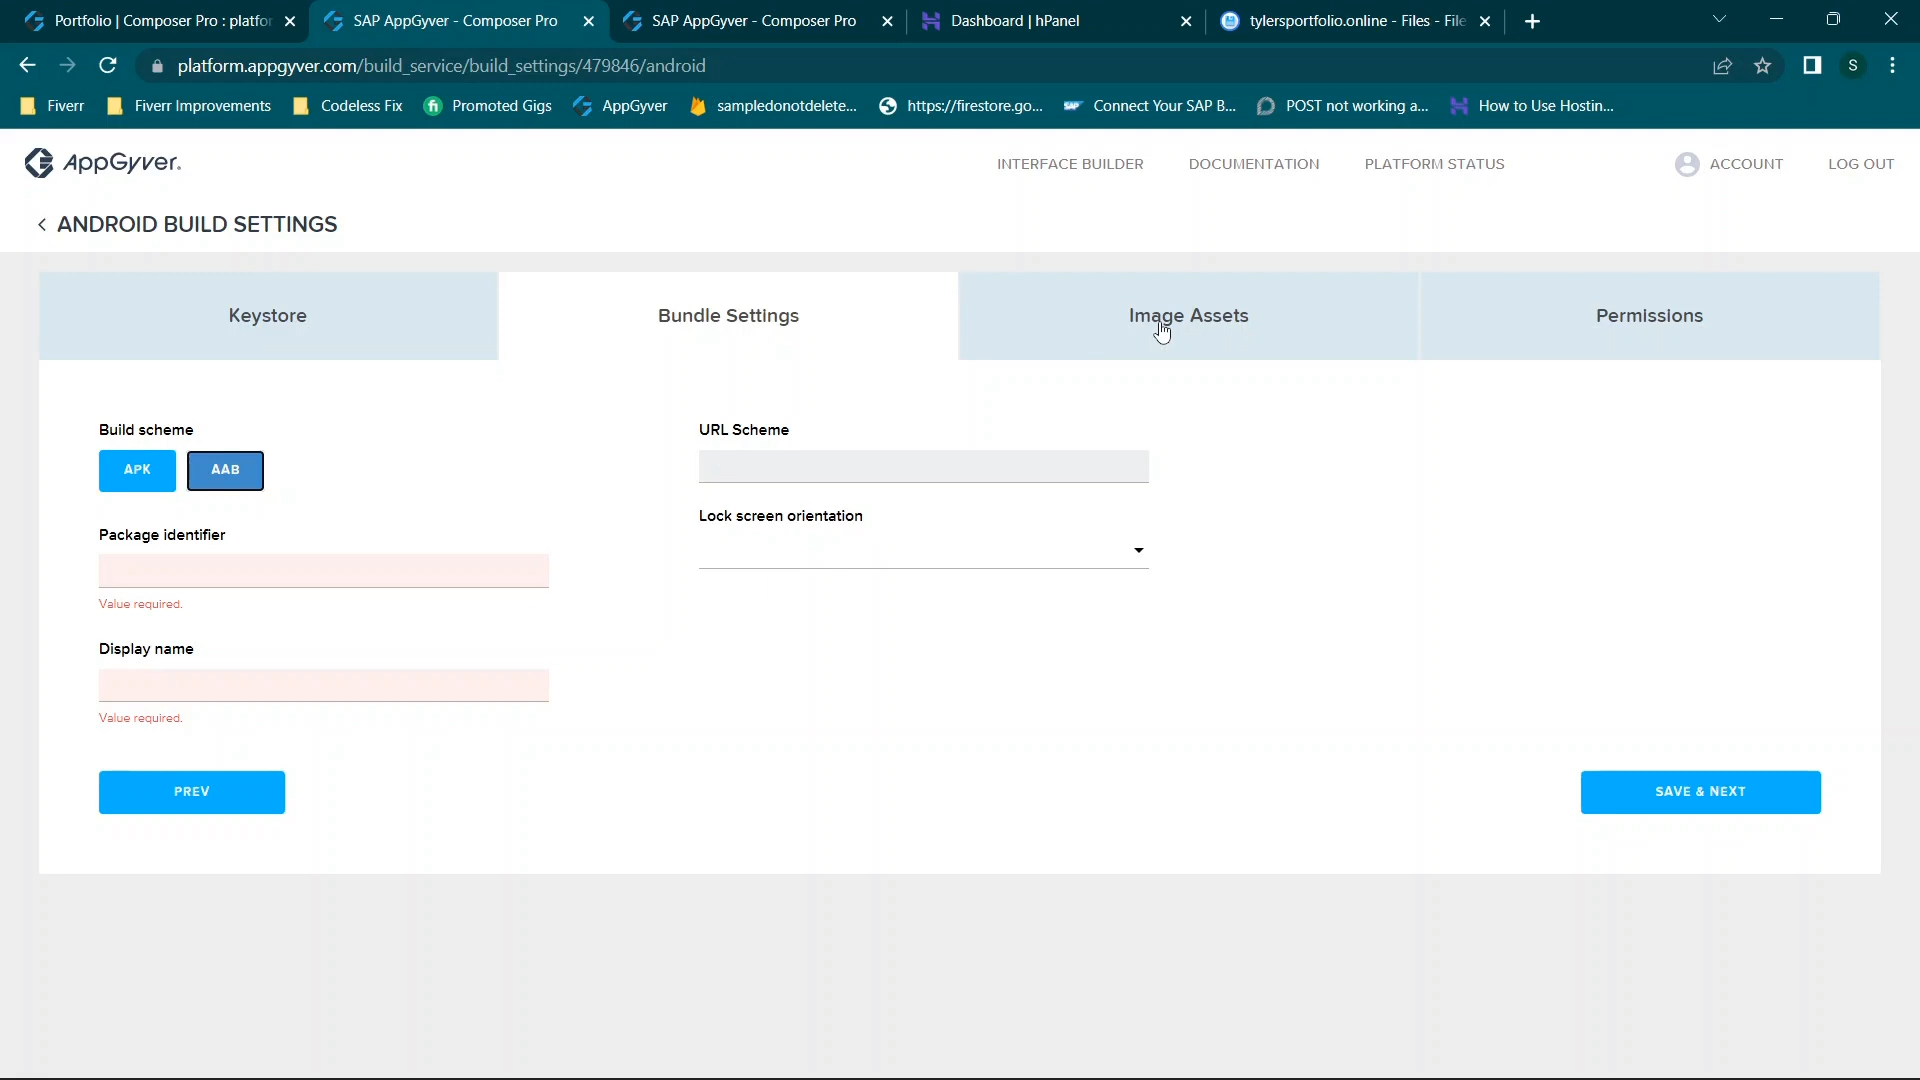 Portfolio | Composer Pro : platfor
SAP AppGyver - Composer Pro
SAP AppGyver - Composer Pro
Dashboard | hPanel
tylersportfolio.online - Files - File
platform.appgyver.com/build_service/build_settings/479846/android
S
Fiverr
Fiverr Improvements
Codeless Fix
Promoted Gigs
AppGyver
sampledonotdelete...
https://firestore.go...
Connect Your SAP B...
POST not working a...
How to Use Hostin...
AppGyver.
INTERFACE BUILDER
DOCUMENTATION
PLATFORM STATUS
ACCOUNT
LOG OUT
< ANDROID BUILD SETTINGS
Keystore
Bundle Settings
Image Assets
Permissions
Build scheme
APK
AAB
URL Scheme
Lock screen orientation
Package identifier
Value required.
Display name
Value required.
PREV
SAVE & NEXT